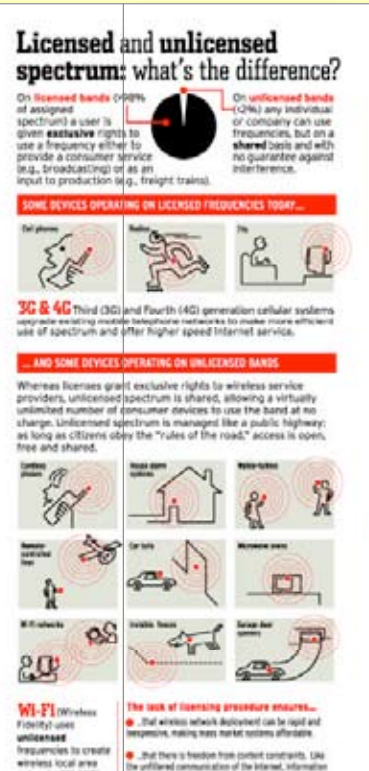 Licensed and unlicensed
spectrum: what's the difference?
On licensed bands (>98%
of assigned
spectrum) a user is
given exclusive rights to
use a frequency either to
provide a consumer service
(e.g., broadcasting) or as an
input to production (e.g., freight trains).
On unlicensed bands
(<2%) any individual
or company can use
frequencies, but on a
shared basis and with
no guarantee against
interference.
SOME DEVICES OPERATING ON LICENSED FREQUENCIES TODAY...
Cell phones
Radios
TVs
3G & 4G Third (3G) and Fourth (4G) generation cellular systems
upgrade existing mobile telephone networks to make more efficient
use of spectrum and offer higher speed Internet service.
... AND SOME DEVICES OPERATING ON UNLICENSED BANDS
Whereas licenses grant exclusive rights to wireless service
providers, unlicensed spectrum is shared, allowing a virtually
unlimited number of consumer devices to use the band at no
charge. Unlicensed spectrum is managed like a public highway:
as long as citizens obey the "rules of the road," access is open,
free and shared.
Cordless
phones
House alarm
systems
Walkie-talkies
Remote-
controlled
toys
Car keys
Microwave ovens
Wi-Fi networks
Invisible fences
Garage door
openers
Wi-Fi (Wireless
Fidelity) uses
unlicensed
frequencies to create
wireless local area
The lack of licensing procedure ensures...
...that wireless network deployment can be rapid and
inexpensive, making mass market systems affordable.
...that there is freedom from content constraints. Like
the unfiltered communication of the Internet, information